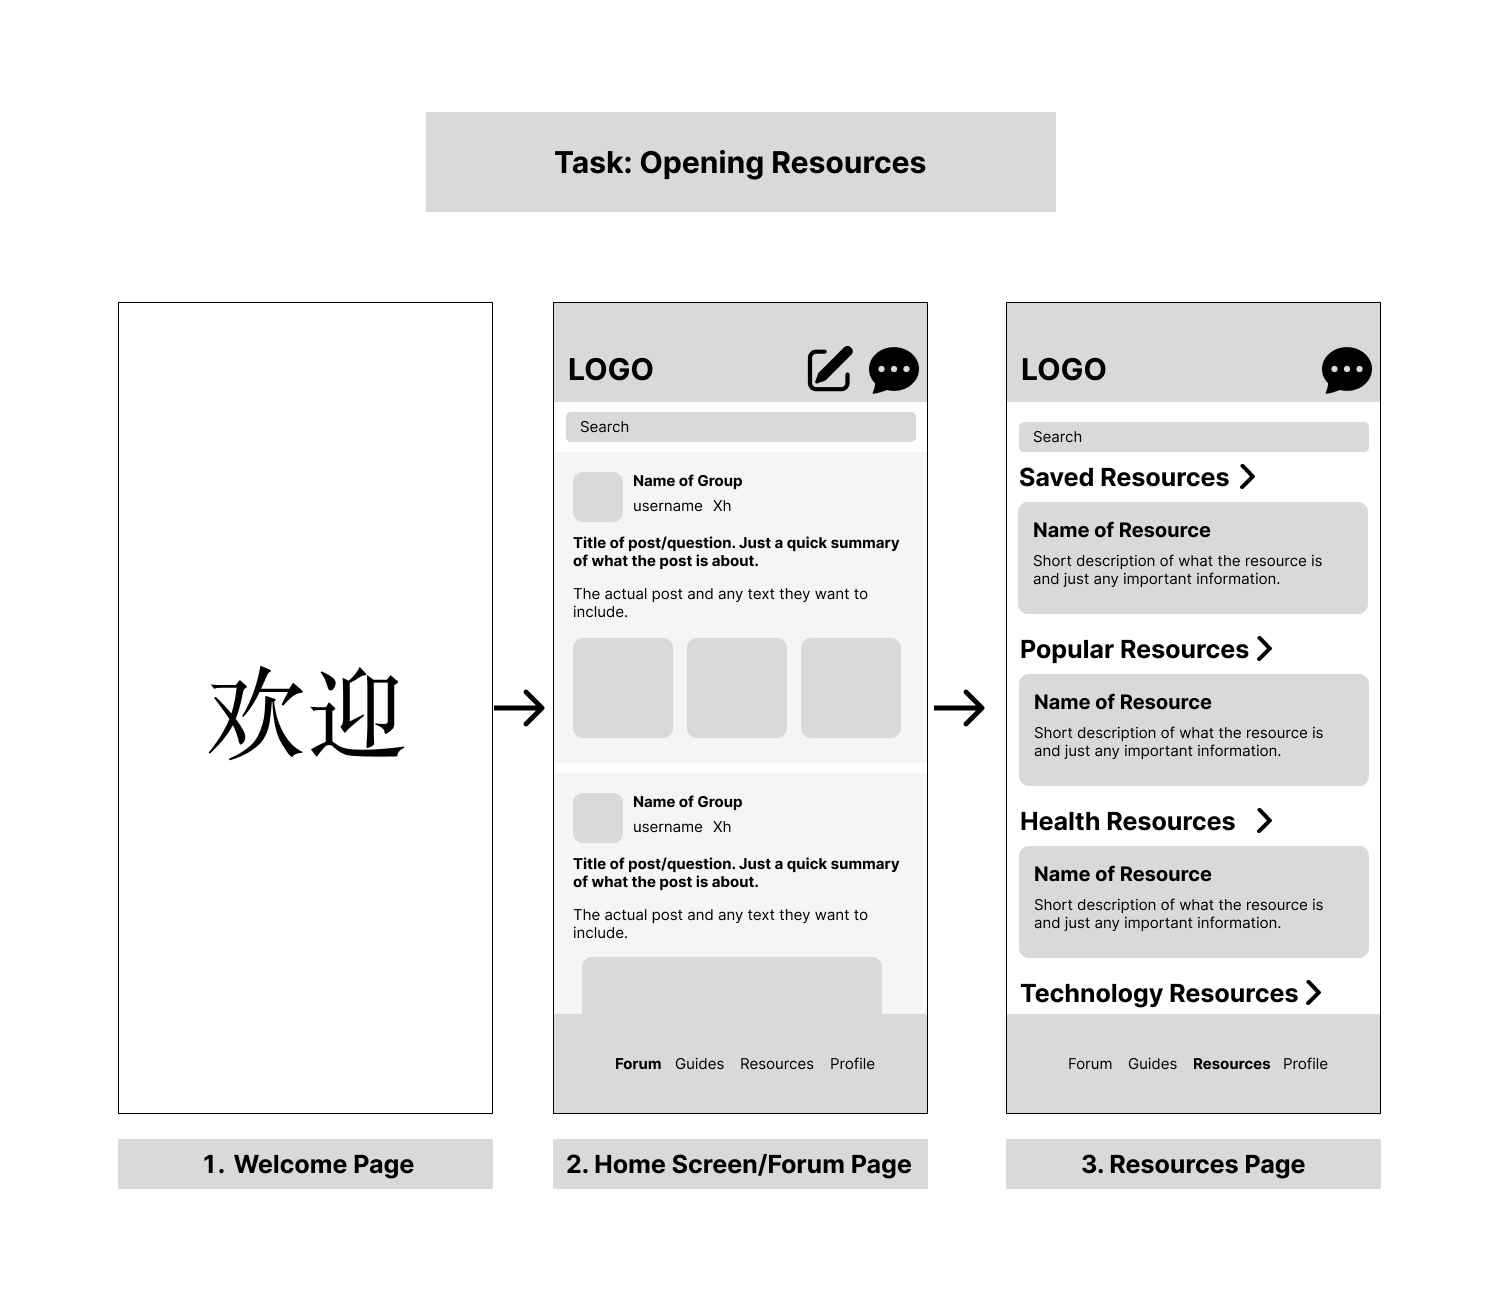 Task: Opening Resources
欢迎
1. Welcome Page
LOGO
Search
Name of Group
username Xh
Title of post/question. Just a quick summary
of what the post is about.
The actual post and any text they want to
include.
Name of Group
username Xh
Title of post/question. Just a quick summary
of what the post is about.
The actual post and any text they want to
include.
Forum Guides Resources Profile
2. Home Screen/Forum Page
LOGO
Search
Saved Resources
Name of Resource
Short description of what the resource is
and just any important information.
Popular Resources
Name of Resource
Short description of what the resource is
and just any important information.
Health Resources
Name of Resource
Short description of what the resource is
and just any important information.
Technology Resources
Forum Guides Resources Profile
3. Resources Page